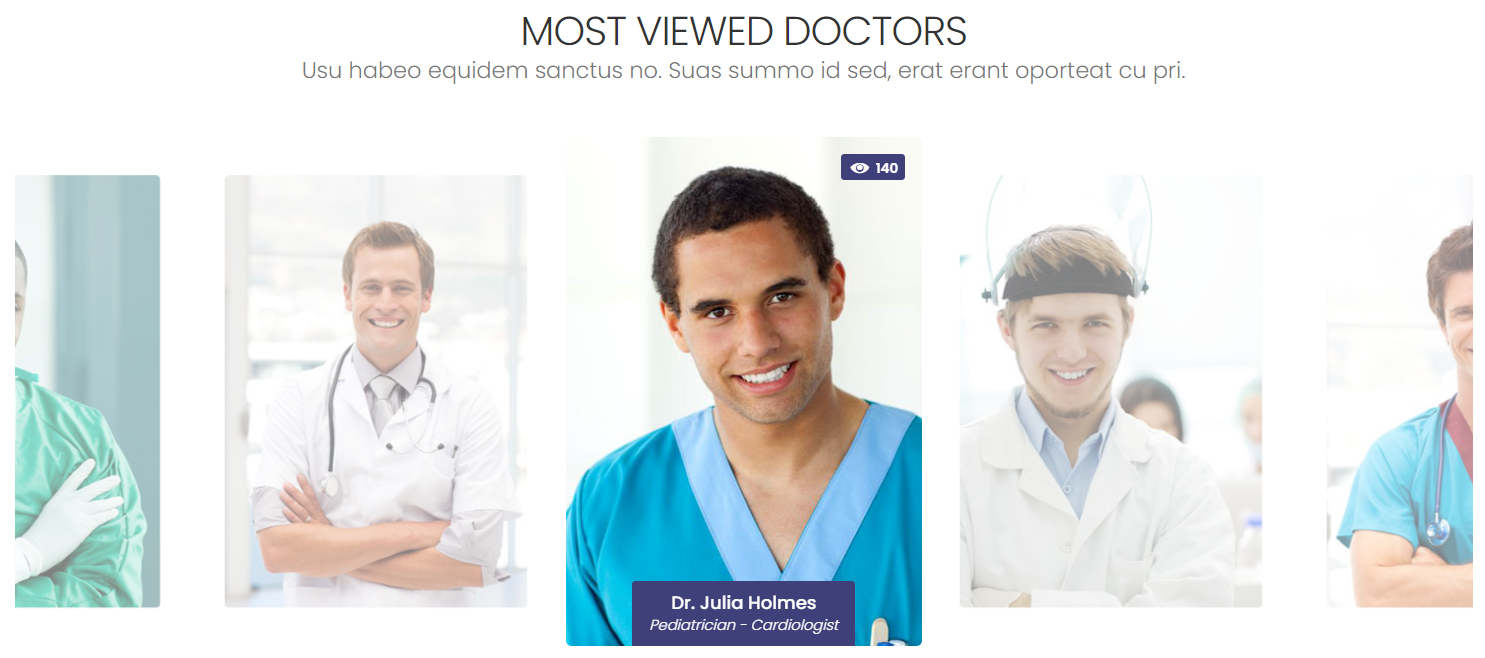 MOST VIEWED DOCTORS
Usu habeo equidem sanctus no. Suas summo id sed, erat erant oporteat cu pri.
140
Dr. Julia Holmes
Pediatrician - Cardiologist